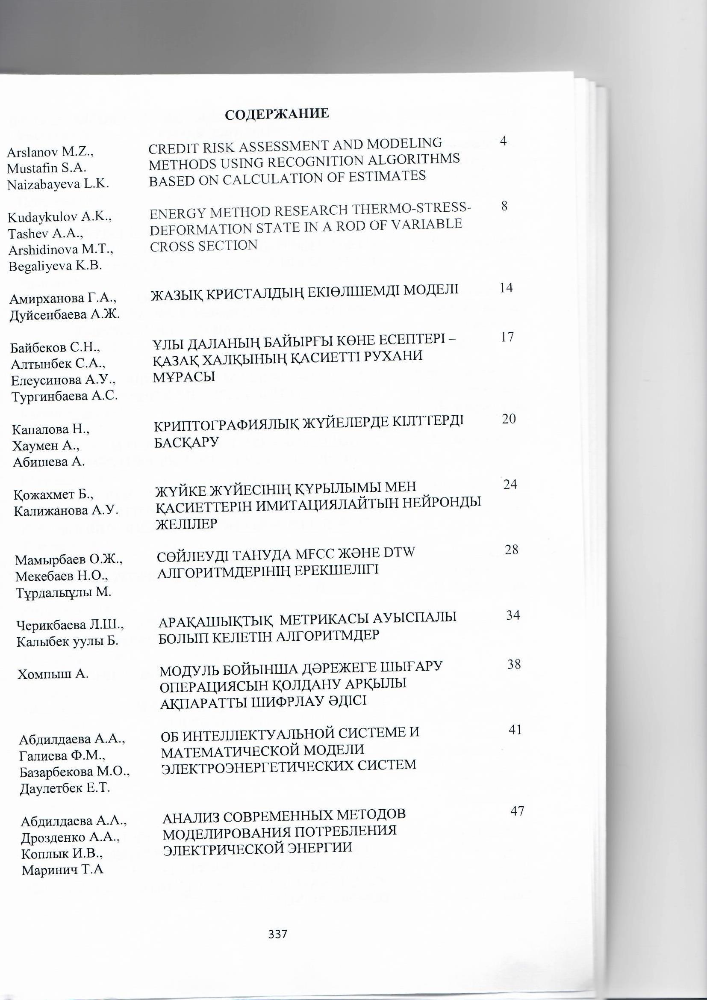 СОДЕРЖАНИЕ
Arslanov M.Z.,
Mustafin S.A.
Naizabayeva L.K.
CREDIT RISK ASSESSMENT AND MODELING
METHODS USING RECOGNITION ALGORITHMS
BASED ON CALCULATION OF ESTIMATES
4
Kudaykulov A.K.,
Tashev A.A.,
Arshidinova M.T.,
Begaliyeva K.B.
ENERGY METHOD RESEARCH THERMO-STRESS-
DEFORMATION STATE IN A ROD OF VARIABLE
CROSS SECTION
8
Амирханова Г.А.,
Дуйсенбаева А.Ж.
ЖАЗЫҚ КРИСТАЛДЫҢ ЕКІӨЛШЕМДІ МОДЕЛІ
14
Байбеков С.Н.,
Алтынбек С.А.,
Елеусинова А.У.,
Тургинбаева А.С.
ҰЛЫ ДАЛАНЫҢ БАЙЫРҒЫ КӨНЕ ЕСЕПТЕРІ –
ҚАЗАҚ ХАЛҚЫНЫҢ ҚАСИЕТТІ РУХАНИ
МҰРАСЫ
17
Капалова Н.,
Хаумен А.,
Абишева А.
КРИПТОГРАФИЯЛЫҚ ЖҮЙЕЛЕРДЕ КІЛТТЕРДІ
БАСҚАРУ
20
Қожахмет Б.,
Калижанова А.У.
ЖҮЙКЕ ЖҮЙЕСІНІҢ ҚҰРЫЛЫМЫ МЕН
ҚАСИЕТТЕРІН ИМИТАЦИЯЛАЙТЫН НЕЙРОНДЫ
ЖЕЛІЛЕР
24
Мамырбаев О.Ж.,
Мекебаев Н.О.,
Тұрдалыұлы М.
СӨЙЛЕУДІ ТАНУДА MFCC ЖӘНЕ DTW
АЛГОРИТМДЕРІНІҢ ЕРЕКШЕЛІГІ
28
Черикбаева Л.Ш.,
Калыбек уулы Б.
АРАҚАШЫҚТЫҚ МЕТРИКАСЫ АУЫСПАЛЫ
БОЛЫП КЕЛЕТІН АЛГОРИТМДЕР
34
Хомпыш А.
МОДУЛЬ БОЙЫНША ДӘРЕЖЕГЕ ШЫҒАРУ
ОПЕРАЦИЯСЫН ҚОЛДАНУ АРҚЫЛЫ
АҚПАРАТТЫ ШИФРЛАУ ӘДІСІ
38
Абдилдаева А.А.,
Галиева Ф.М.,
Базарбекова М.О.,
Даулетбек Е.Т.
ОБ ИНТЕЛЛЕКТУАЛЬНОЙ СИСТЕМЕ И
МАТЕМАТИЧЕСКОЙ МОДЕЛИ
ЭЛЕКТРОЭНЕРГЕТИЧЕСКИХ СИСТЕМ
41
Абдилдаева А.А.,
Дрозденко А.А.,
Коплык И.В.,
Маринич Т.А
АНАЛИЗ СОВРЕМЕННЫХ МЕТОДОВ
МОДЕЛИРОВАНИЯ ПОТРЕБЛЕНИЯ
ЭЛЕКТРИЧЕСКОЙ ЭНЕРГИИ
47
337